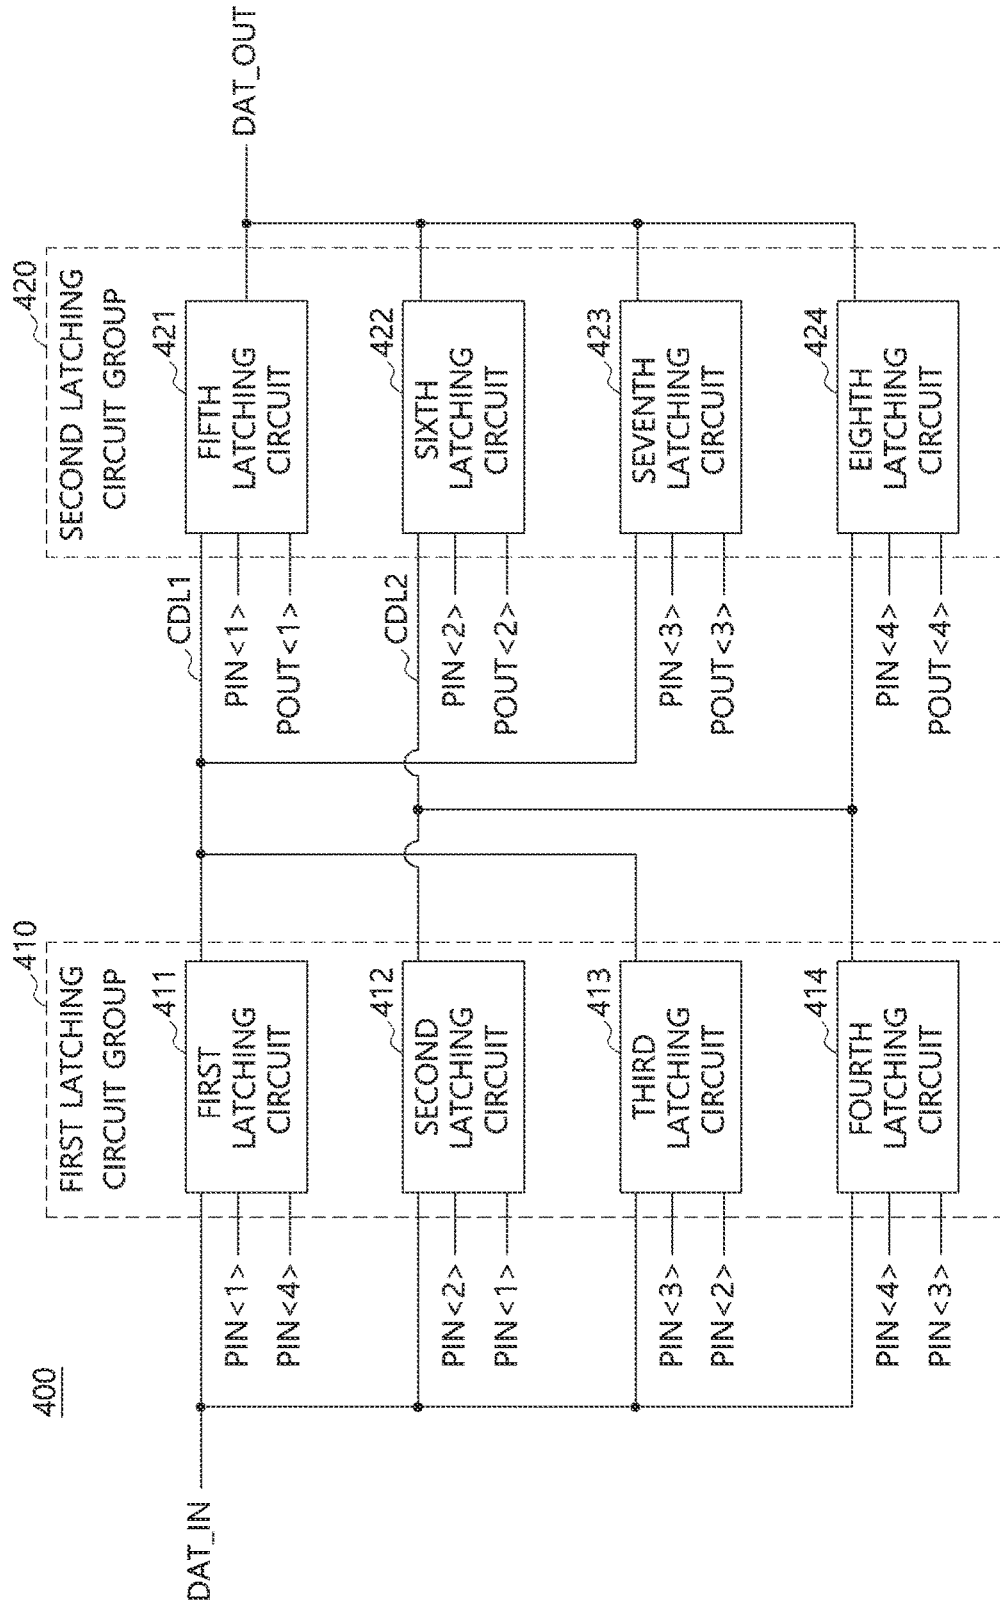 400
DAT_IN
410
FIRST LATCHING
CIRCUIT GROUP
411
FIRST
LATCHING
CIRCUIT
PIN<1>
PIN<4>
412
SECOND
LATCHING
CIRCUIT
PIN<2>
PIN<1>
413
THIRD
LATCHING
CIRCUIT
PIN<3>
PIN<2>
414
FOURTH
LATCHING
CIRCUIT
PIN<4>
PIN<3>
CDL1
CDL2
420
SECOND LATCHING
CIRCUIT GROUP
421
FIFTH
LATCHING
CIRCUIT
PIN<1>
POUT<1>
422
SIXTH
LATCHING
CIRCUIT
PIN<2>
POUT<2>
423
SEVENTH
LATCHING
CIRCUIT
PIN<3>
POUT<3>
424
EIGHTH
LATCHING
CIRCUIT
PIN<4>
POUT<4>
DAT_OUT